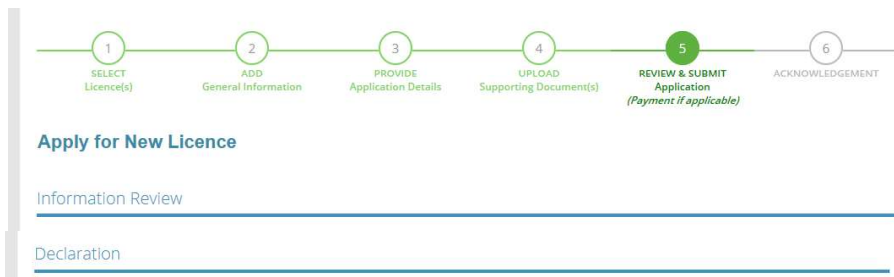 1 2 3 4 5 6
SELECT ADD PROVIDE UPLOAD REVIEW & SUBMIT ACKNOWLEDGEMENT
Licence(s) General Information Application Details Supporting Document(s) Application
(Payment if applicable)
Apply for New Licence
Information Review
Declaration